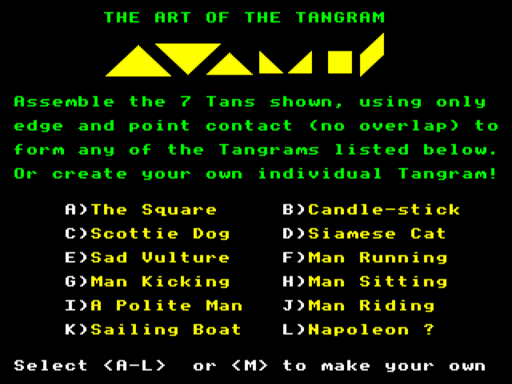 THE ART OF THE TANGRAM
Assemble the 7 Tans shown, using only
edge and point contact (no overlap) to
form any of the Tangrams listed below.
Or create your own individual Tangram!
A)The Square B)Candle-stick
C)Scottie Dog D)Siamese Cat
E)Sad Vulture F)Man Running
G)Man Kicking H)Man Sitting
I)A Polite Man J)Man Riding
K)Sailing Boat L)Napoleon ?
Select <A-L> or <M> to make your own